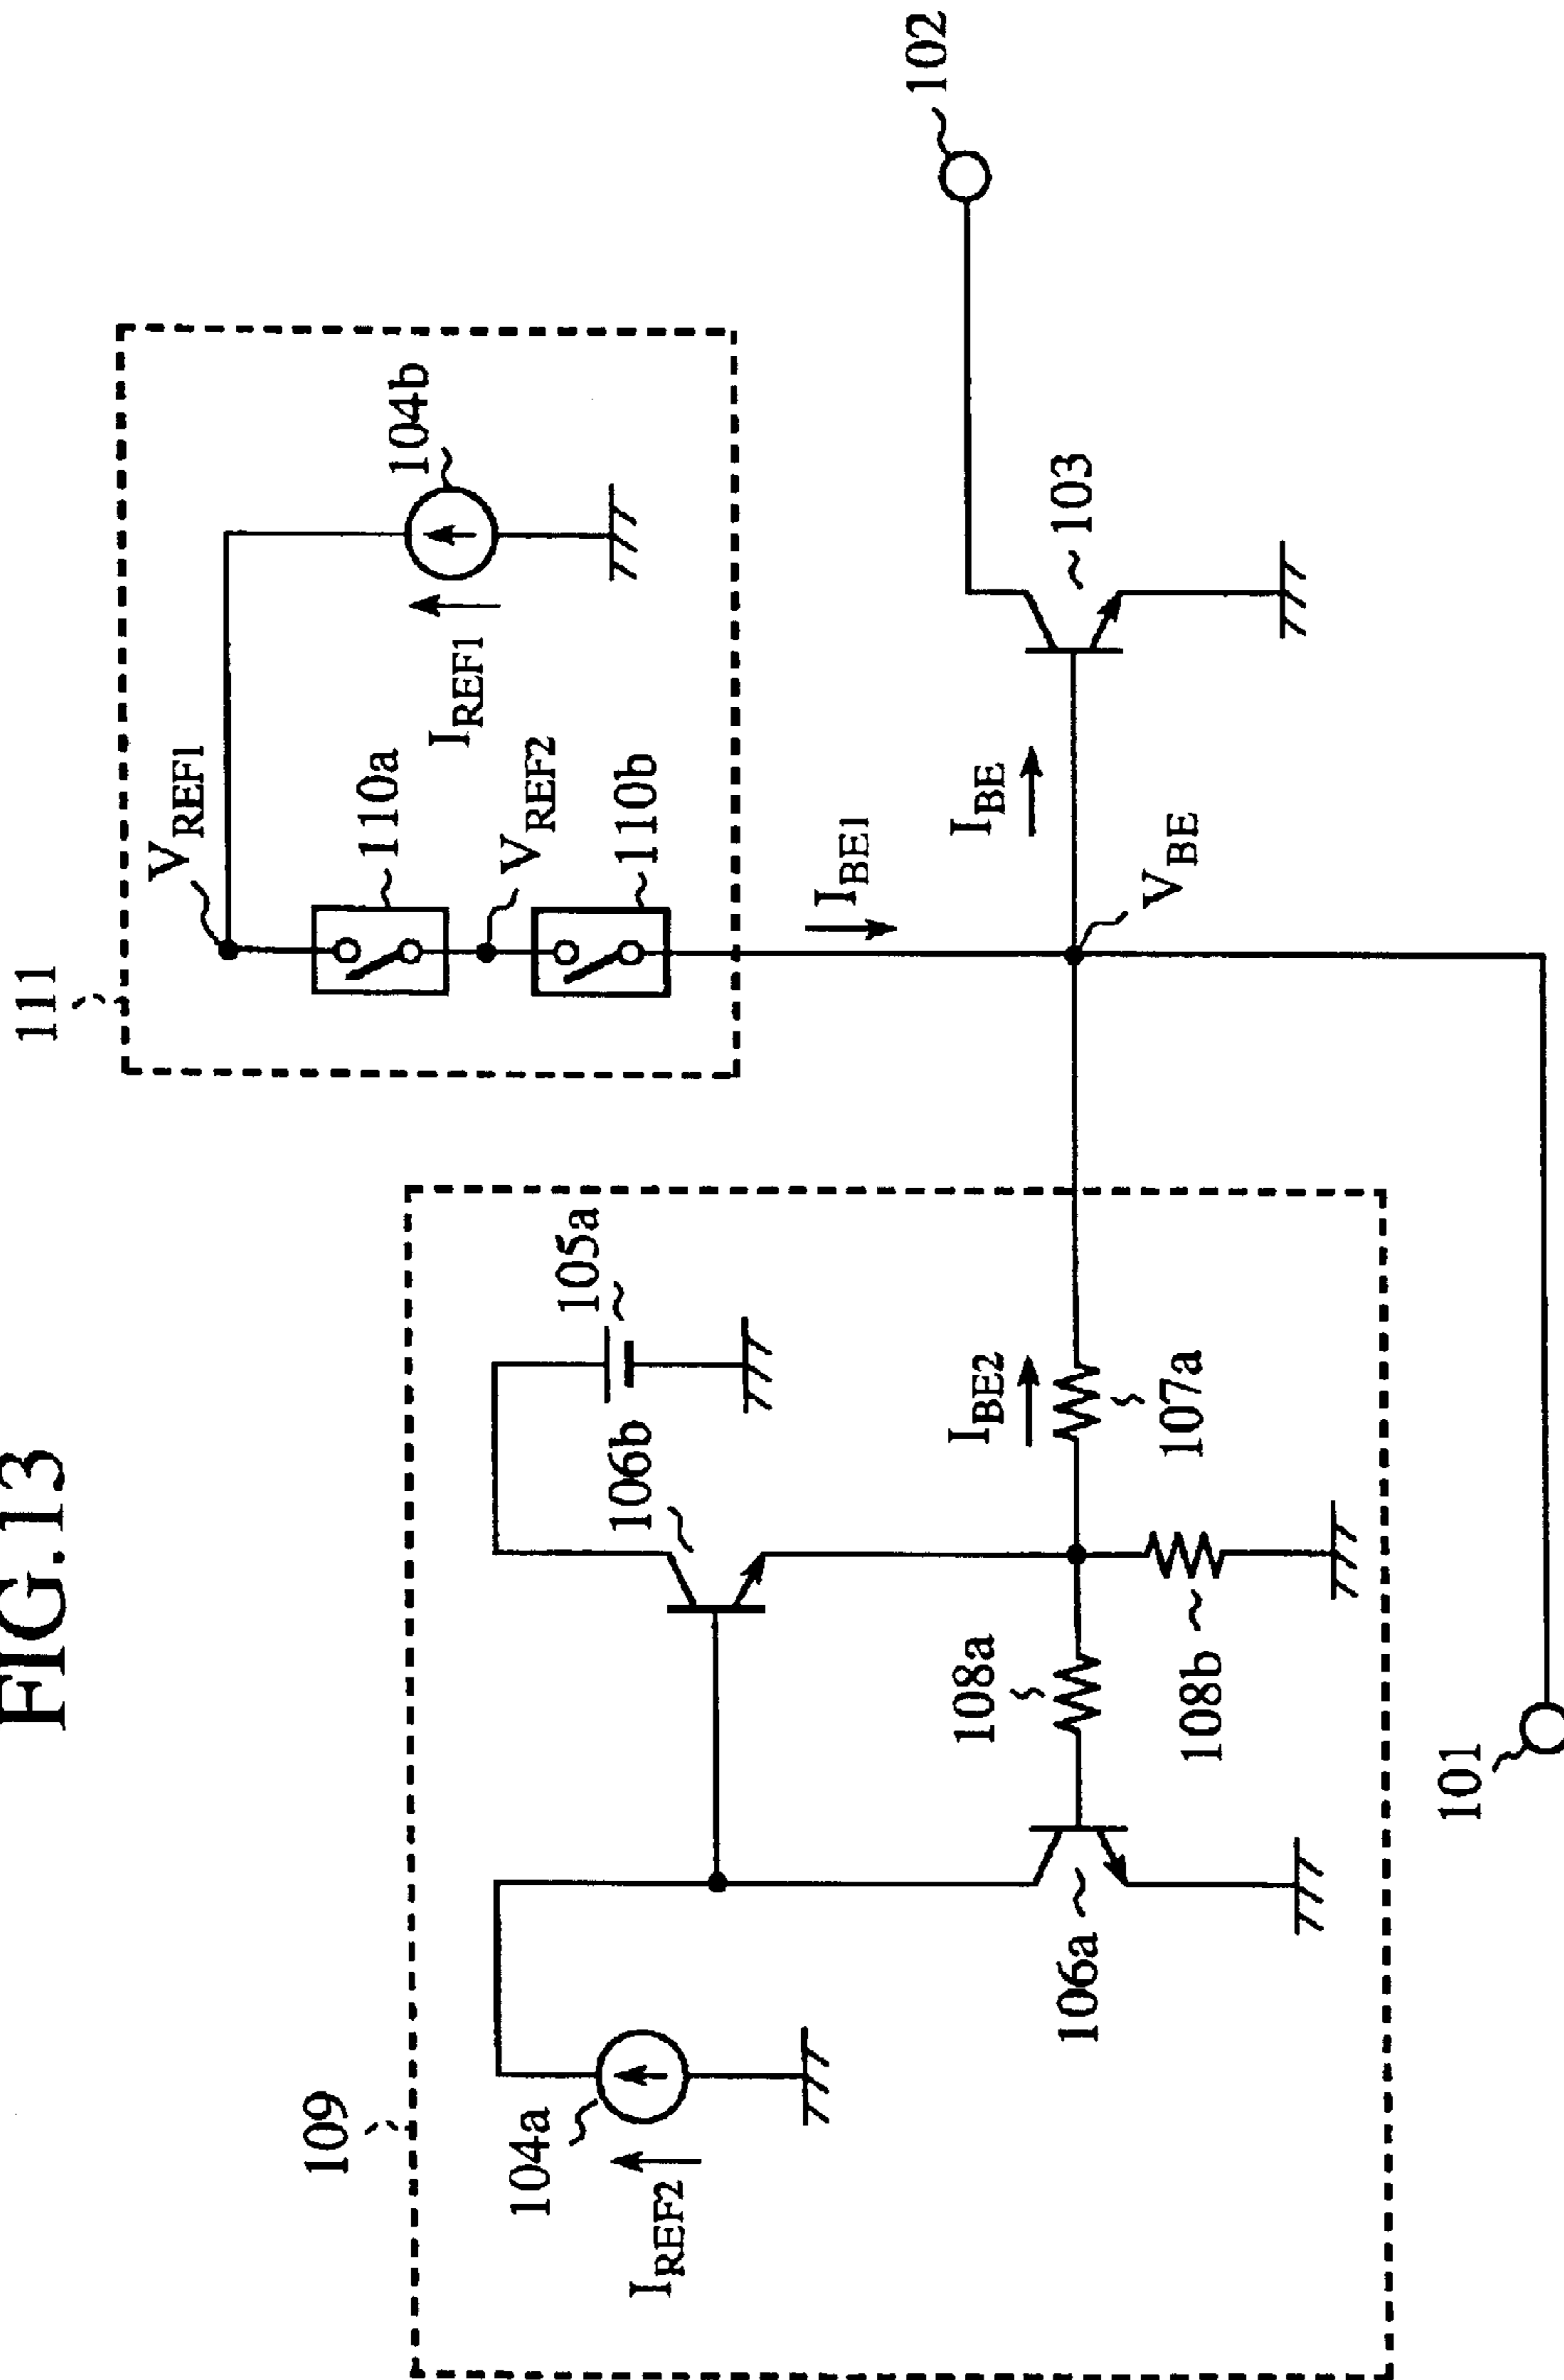 FIG.13
111
V_REF1
104b
110a
I_REF1
V_REF2
110b
I_BE1
102
I_BE
103
V_BE
109
105a
106b
104a
I_REF2
I_BE2
107a
108a
108b
106a
101